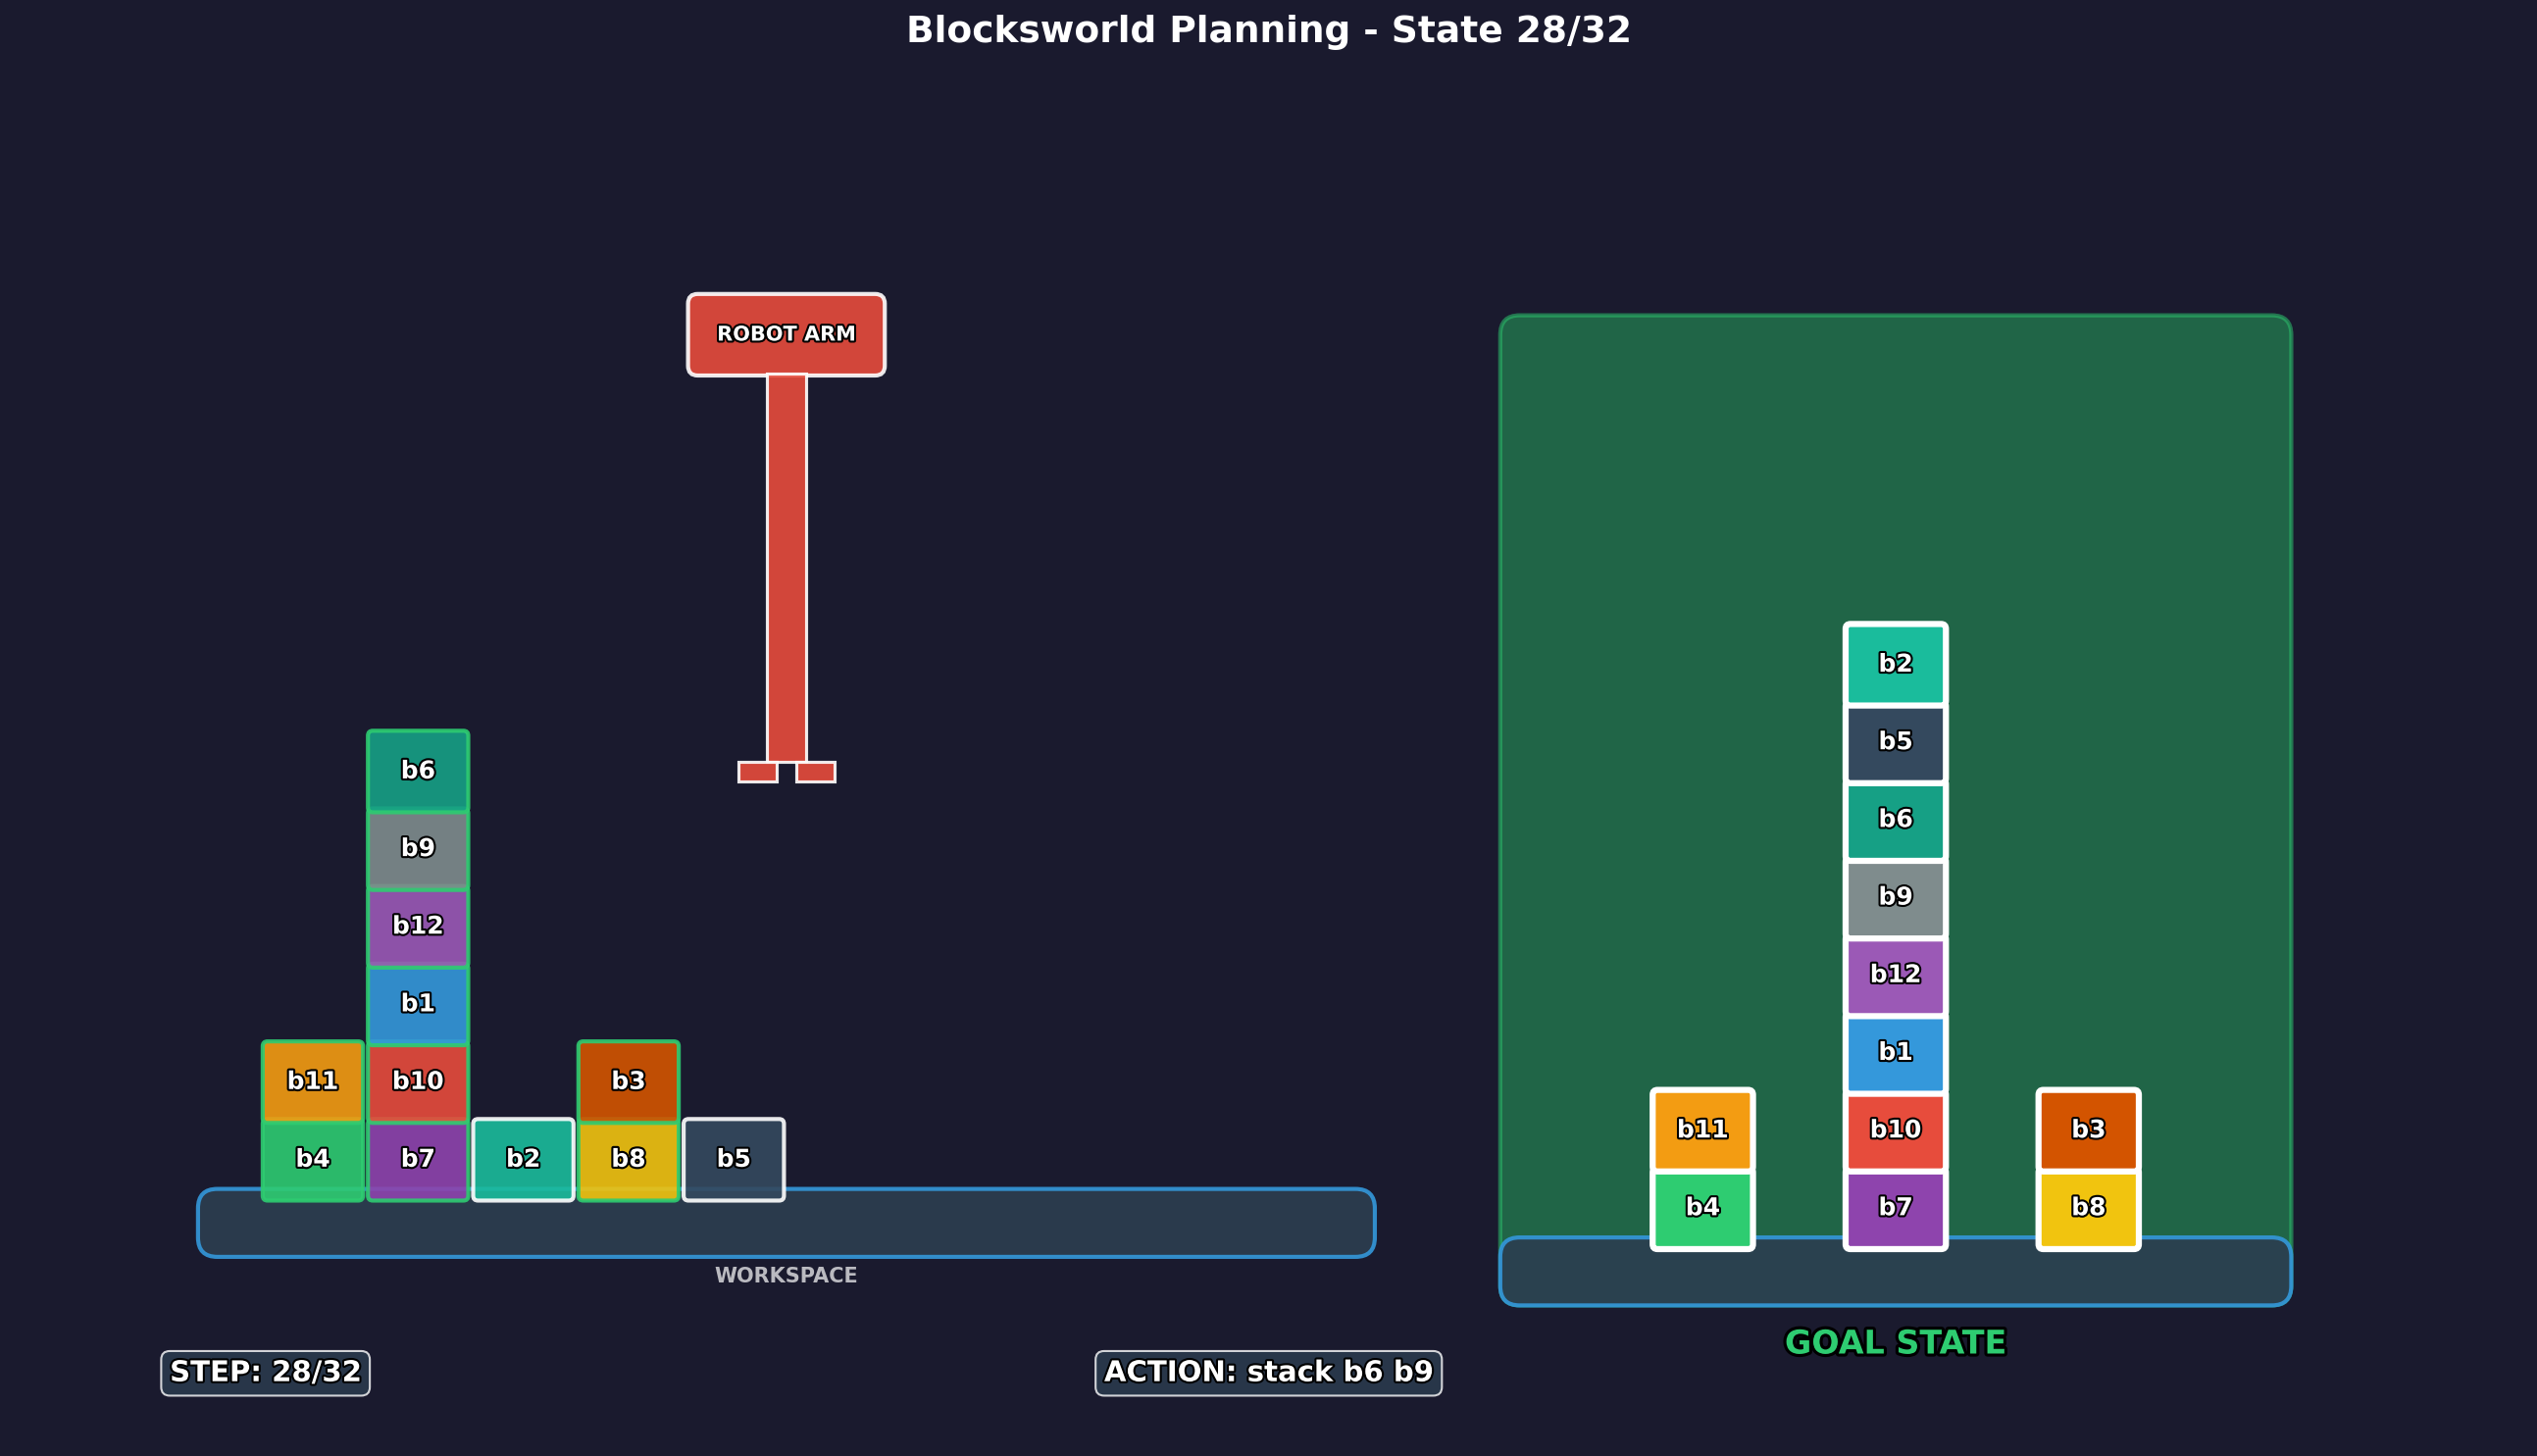 Blocksworld Planning - State 28/32
ROBOT ARM
b6
b9
b12
b1
b11 b10 b3
b4 b7 b2 b8 b5
WORKSPACE
b2
b5
b6
b9
b12
b1
b11 b10 b3
b4 b7 b8
GOAL STATE
STEP: 28/32
ACTION: stack b6 b9